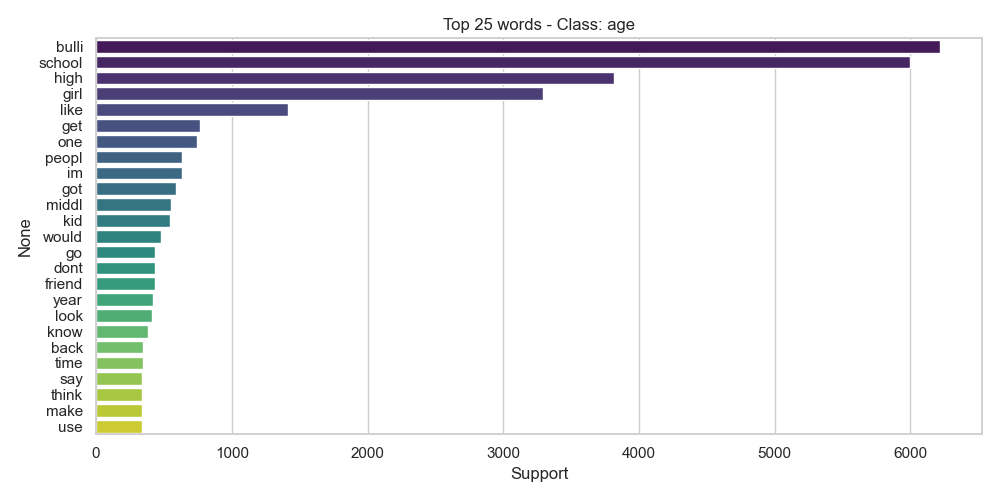 Top 25 words - Class: age
bulli
school
high
girl
like
get
one
peopl
im
got
middl
kid
would
go
dont
friend
year
look
know
back
time
say
think
make
use
None
0 1000 2000 3000 4000 5000 6000
Support